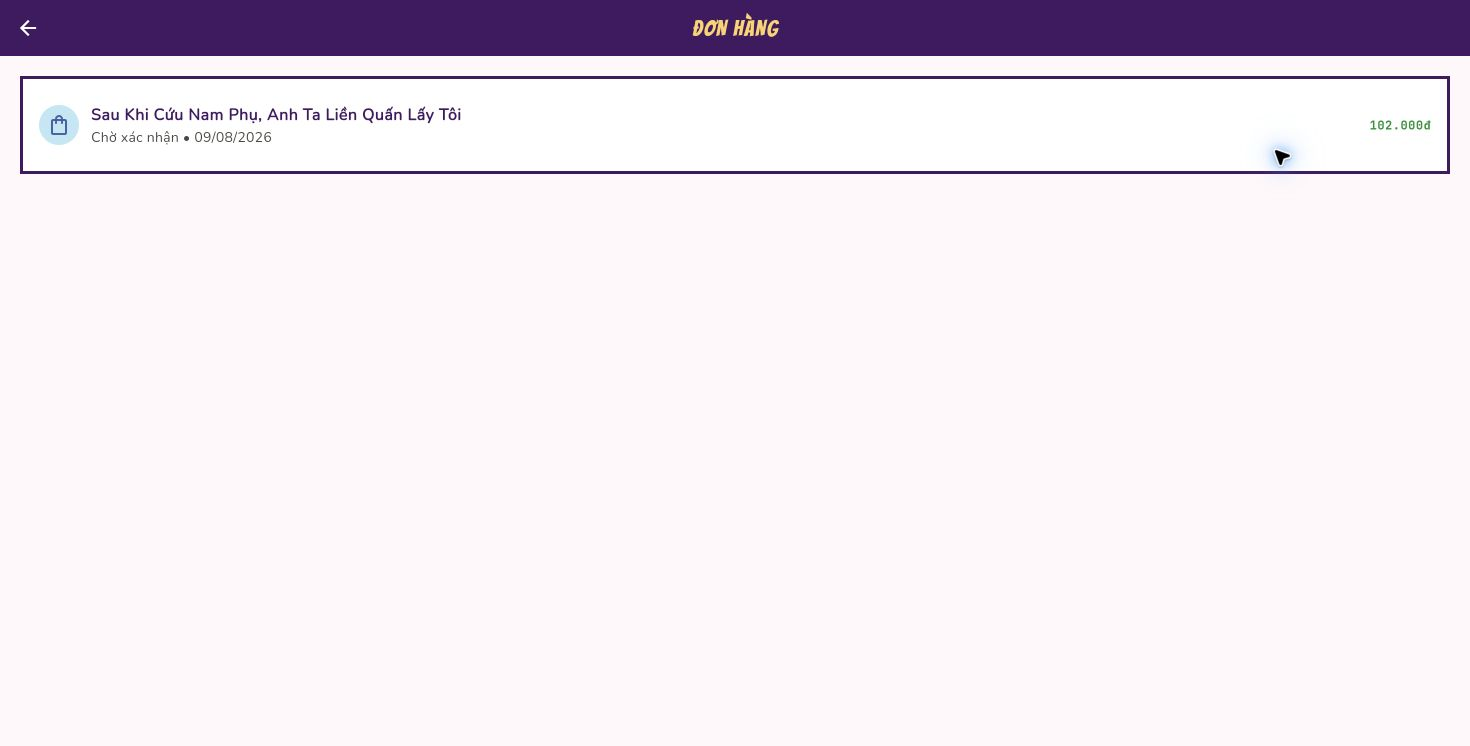 ĐƠN HÀNG
Sau Khi Cứu Nam Phụ, Anh Ta Liền Quấn Lấy Tôi
Chờ xác nhận • 09/08/2026
102.000đ